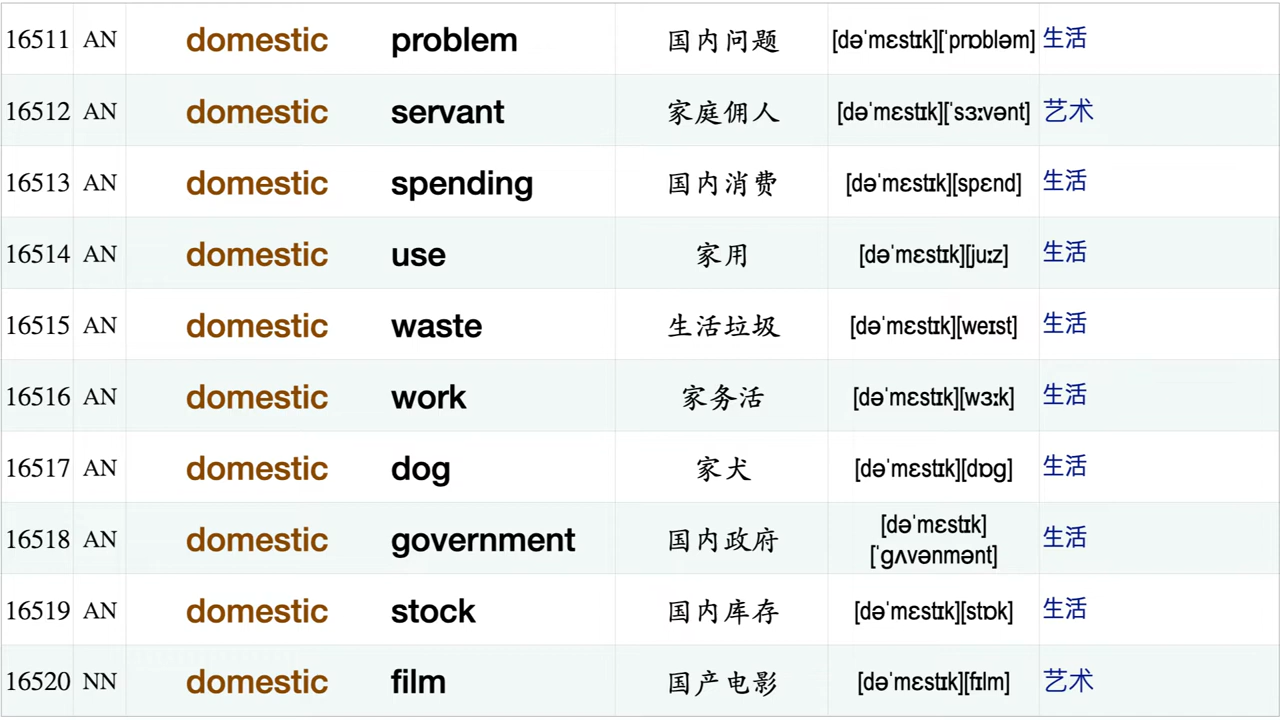 16511 AN domestic problem 国内问题 [dəˈmɛstɪk][ˈprɒbləm] 生活
16512 AN domestic servant 家庭佣人 [dəˈmɛstɪk][ˈsɜːvənt] 艺术
16513 AN domestic spending 国内消费 [dəˈmɛstɪk][spɛnd] 生活
16514 AN domestic use 家用 [dəˈmɛstɪk][juːz] 生活
16515 AN domestic waste 生活垃圾 [dəˈmɛstɪk][weɪst] 生活
16516 AN domestic work 家务活 [dəˈmɛstɪk][wɜːk] 生活
16517 AN domestic dog 家犬 [dəˈmɛstɪk][dɒg] 生活
16518 AN domestic government 国内政府 [dəˈmɛstɪk] 生活
[ˈgʌvənmənt]
16519 AN domestic stock 国内库存 [dəˈmɛstɪk][stɒk] 生活
16520 NN domestic film 国产电影 [dəˈmɛstɪk][fɪlm] 艺术